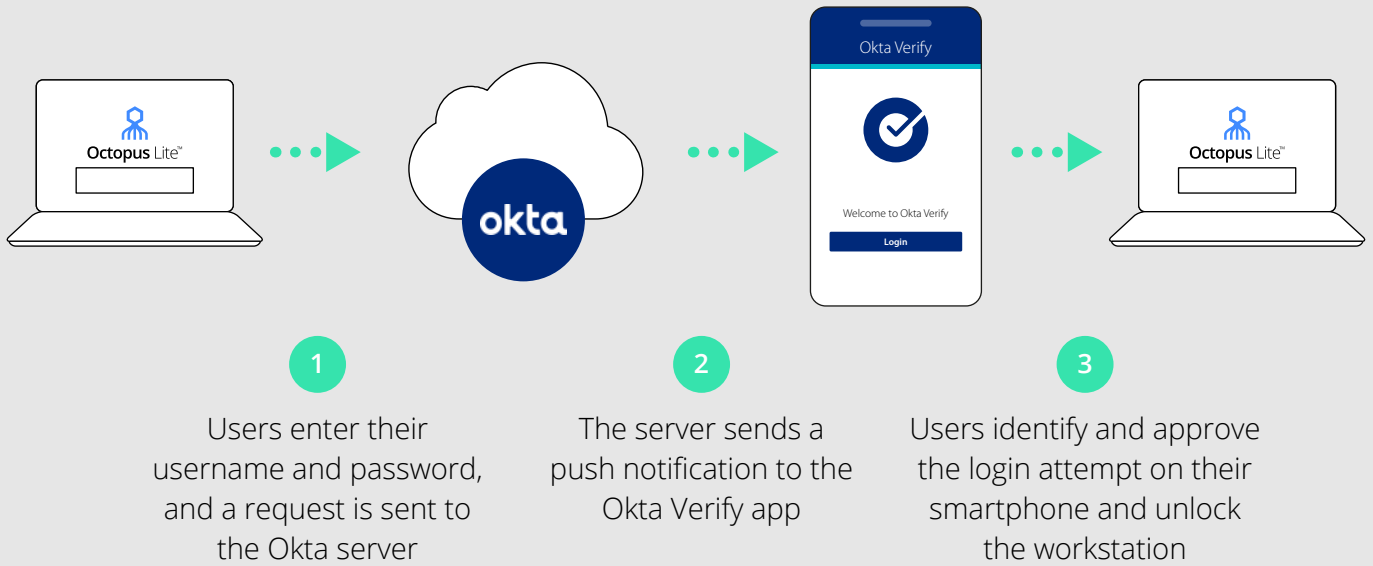 Okta Verify
Octopus Lite™
okta
Welcome to Okta Verify
Login
Octopus Lite™
1
Users enter their
username and password,
and a request is sent to
the Okta server
2
The server sends a
push notification to the
Okta Verify app
3
Users identify and approve
the login attempt on their
smartphone and unlock
the workstation